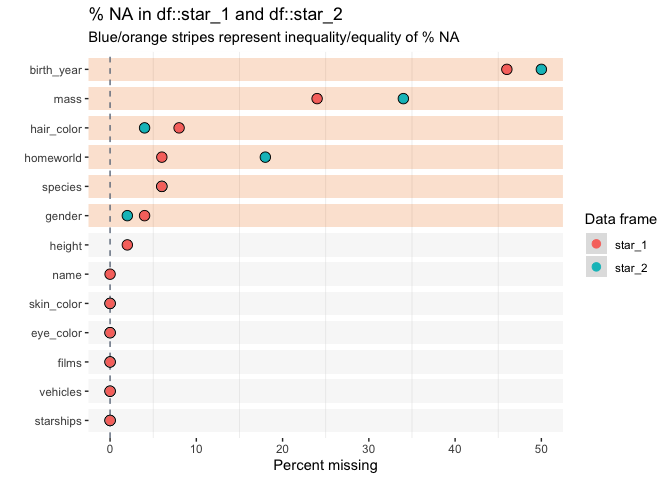 % NA in df::star_1 and df::star_2
Blue/orange stripes represent inequality/equality of % NA
birth_year
mass
hair_color
homeworld
species
gender
height
name
skin_color
eye_color
films
vehicles
starships
0 10 20 30 40 50
Percent missing
Data frame
star_1
star_2